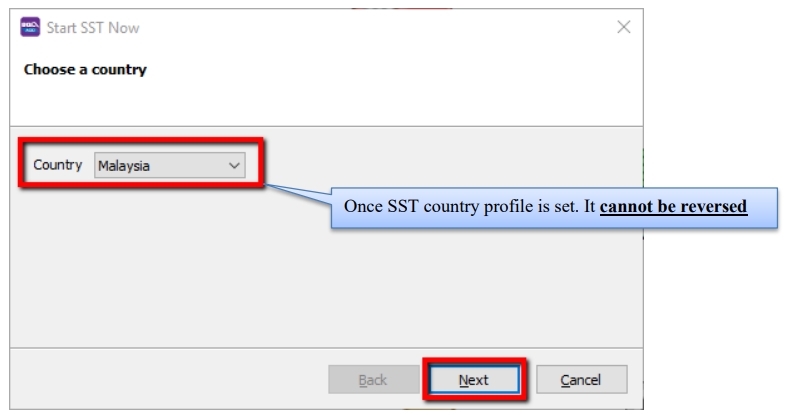 Start SST Now
Choose a country
Country Malaysia
Once SST country profile is set. It cannot be reversed
Back Next Cancel